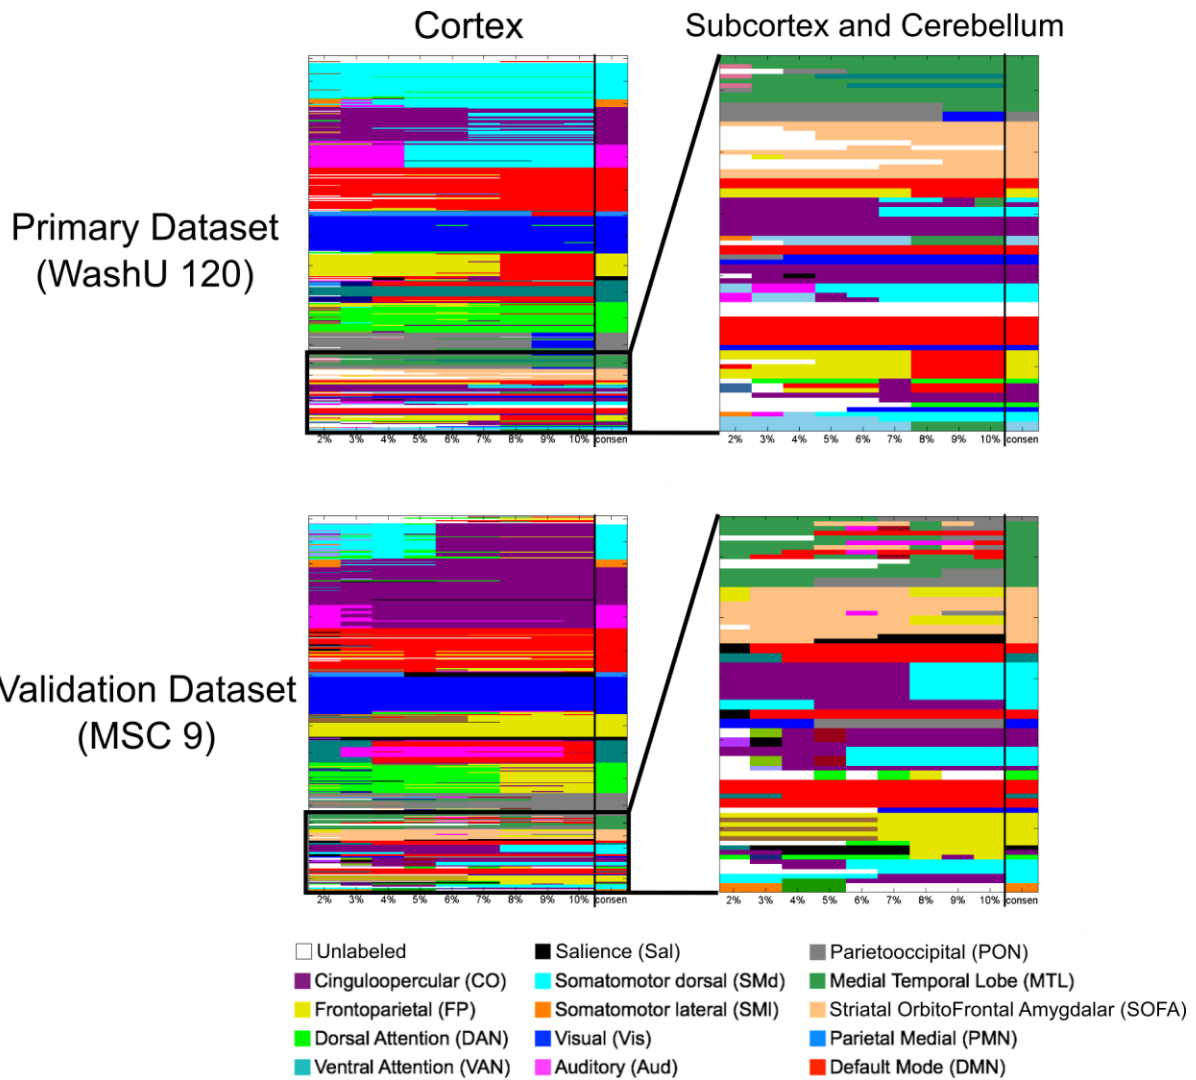 Cortex
Subcortex and Cerebellum
Primary Dataset
(WashU 120)
2% 3% 4% 5% 6% 7% 8% 9% 10% consen
2% 3% 4% 5% 6% 7% 8% 9% 10% consen
Validation Dataset
(MSC 9)
2% 3% 4% 5% 6% 7% 8% 9% 10% consen
2% 3% 4% 5% 6% 7% 8% 9% 10% consen
Unlabeled
Salience (Sal)
Parietooccipital (PON)
Cinguloopercular (CO)
Somatomotor dorsal (SMd)
Medial Temporal Lobe (MTL)
Frontoparietal (FP)
Somatomotor lateral (SMl)
Striatal OrbitoFrontal Amygdalar (SOFA)
Dorsal Attention (DAN)
Visual (Vis)
Parietal Medial (PMN)
Ventral Attention (VAN)
Auditory (Aud)
Default Mode (DMN)